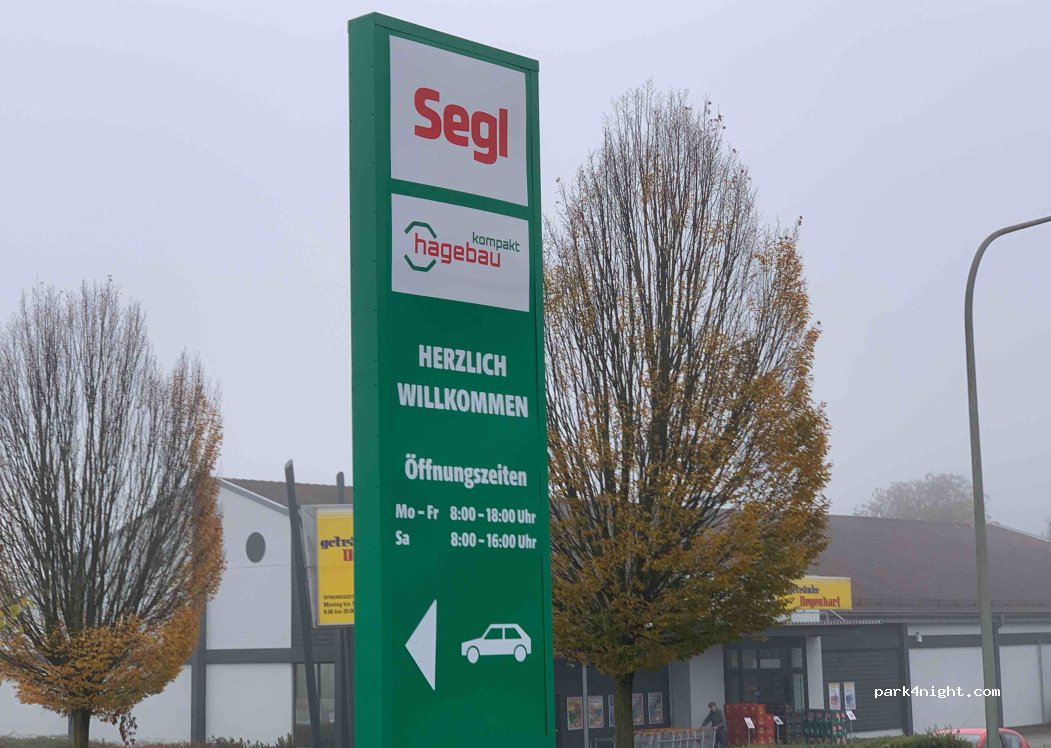 Segl
kompakt
hagebau
HERZLICH
WILLKOMMEN
Öffnungszeiten
Mo – Fr 8:00 – 18:00 Uhr
Sa 8:00 – 16:00 Uhr
Degenhart
park4night.com